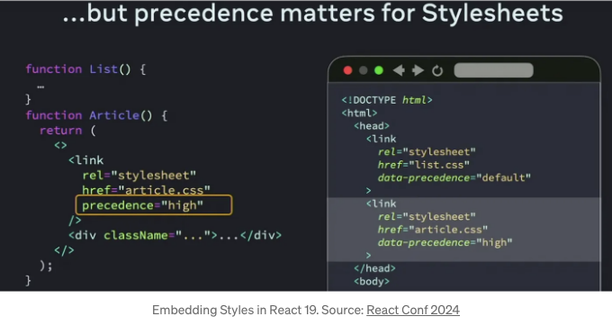 ...but precedence matters for Stylesheets
function List() {
…
}
function Article() {
return (
<>
<link
rel="stylesheet"
href="article.css"
precedence="high"
/>
<div className="...">...</div>
</>
);
}
<!DOCTYPE html>
<html>
<head>
<link
rel="stylesheet"
href="list.css"
data-precedence="default"
>
<link
rel="stylesheet"
href="article.css"
data-precedence="high"
>
</head>
<body>
Embedding Styles in React 19. Source: React Conf 2024